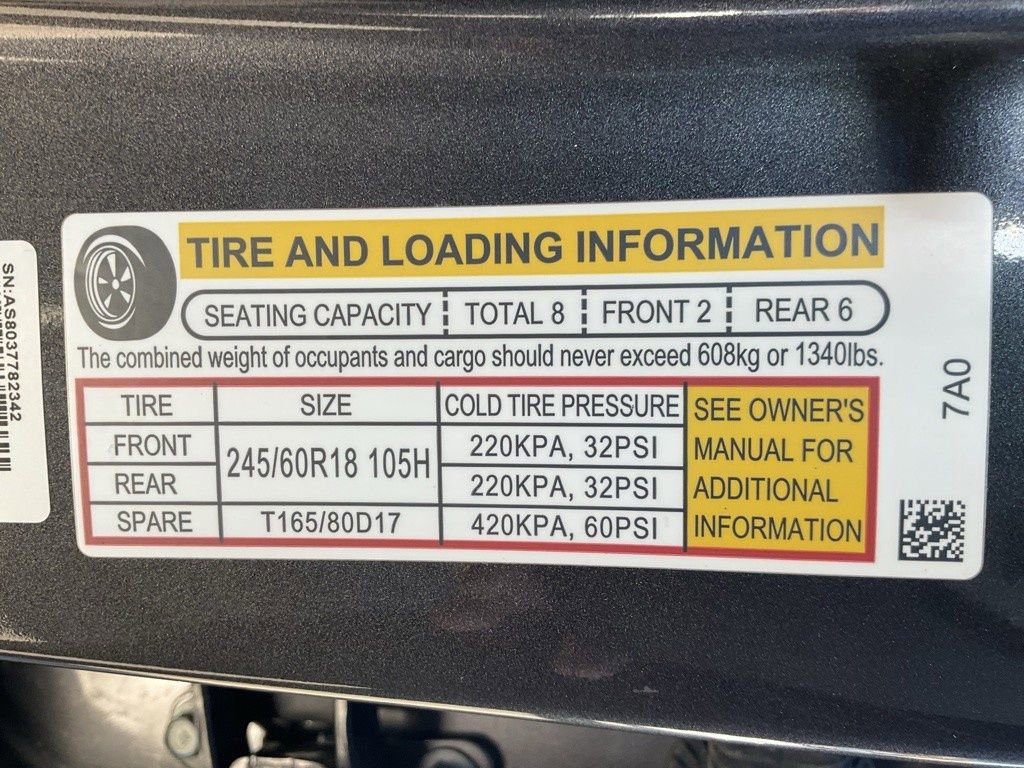 TIRE AND LOADING INFORMATION
SEATING CAPACITY TOTAL 8 FRONT 2 REAR 6
The combined weight of occupants and cargo should never exceed 608kg or 1340lbs.
TIRE SIZE COLD TIRE PRESSURE
FRONT 245/60R18 105H 220KPA, 32PSI
REAR 220KPA, 32PSI
SPARE T165/80D17 420KPA, 60PSI
SEE OWNER'S
MANUAL FOR
ADDITIONAL
INFORMATION
7A0
SN:AS8037782342